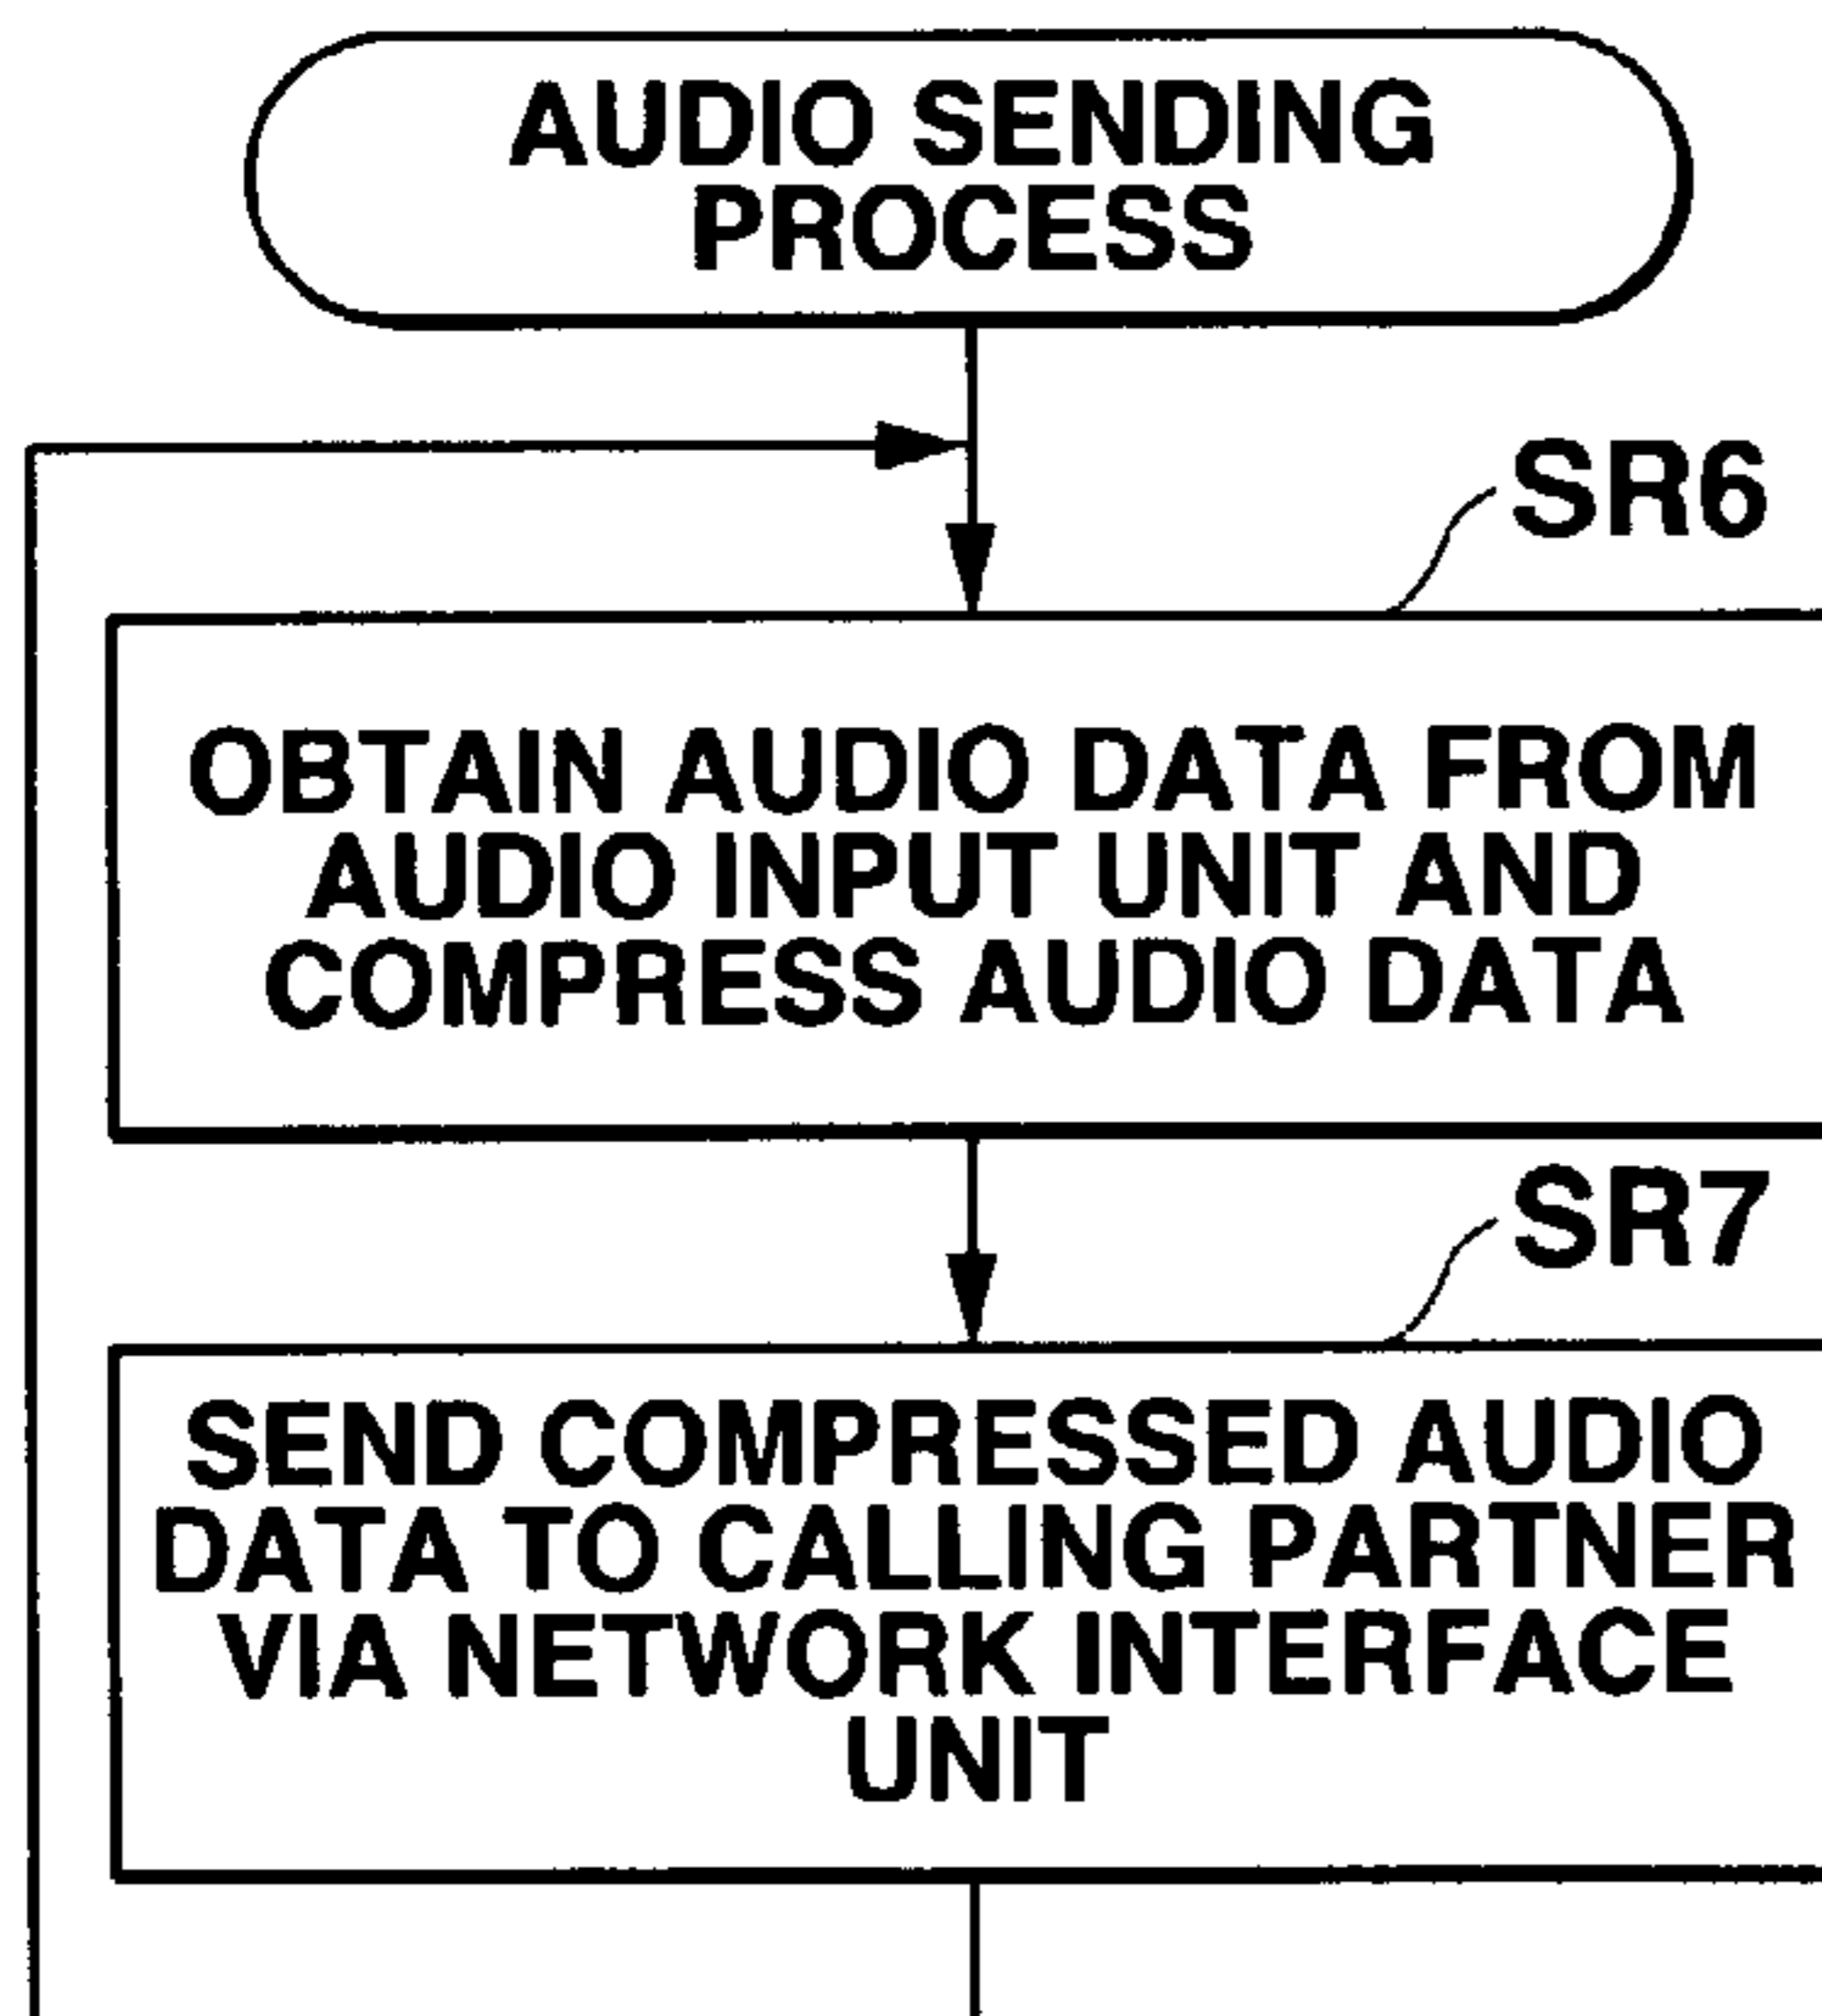 AUDIO SENDING
PROCESS
SR6
OBTAIN AUDIO DATA FROM
AUDIO INPUT UNIT AND
COMPRESS AUDIO DATA
SR7
SEND COMPRESSED AUDIO
DATA TO CALLING PARTNER
VIA NETWORK INTERFACE
UNIT